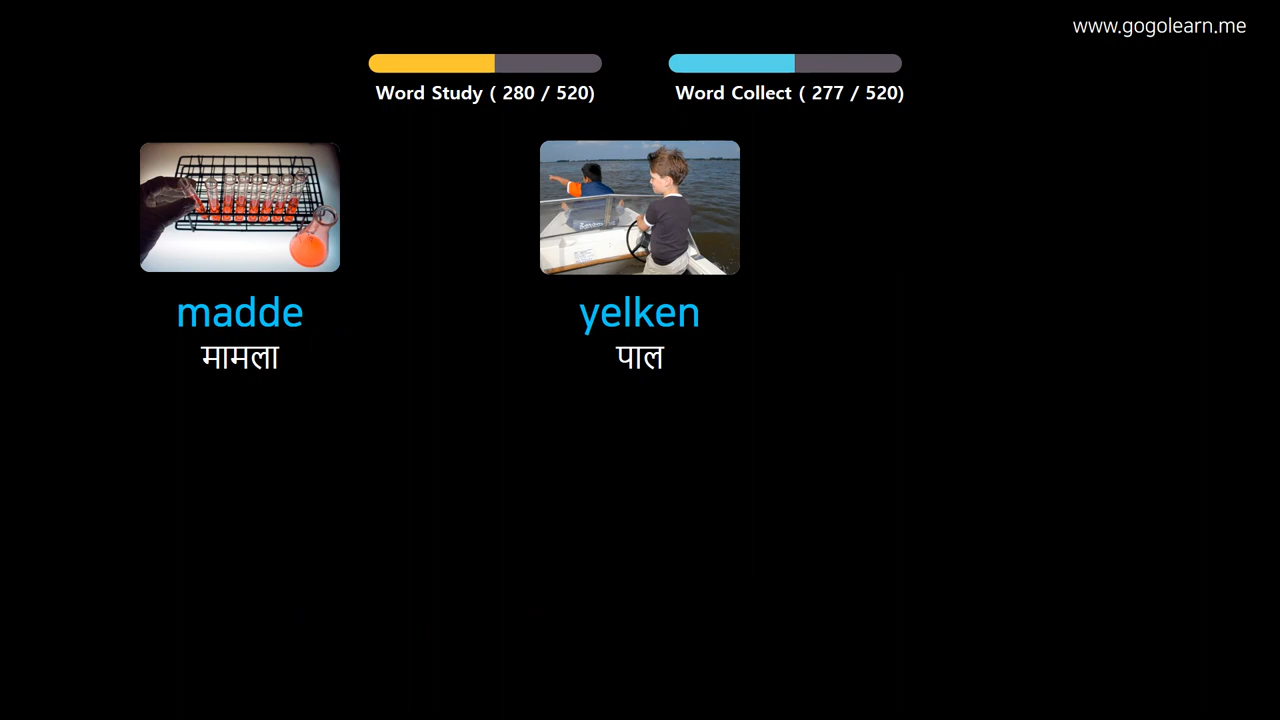 www.gogolearn.me
Word Study ( 280 / 520)
Word Collect ( 277 / 520)
madde
मामला
yelken
पाल